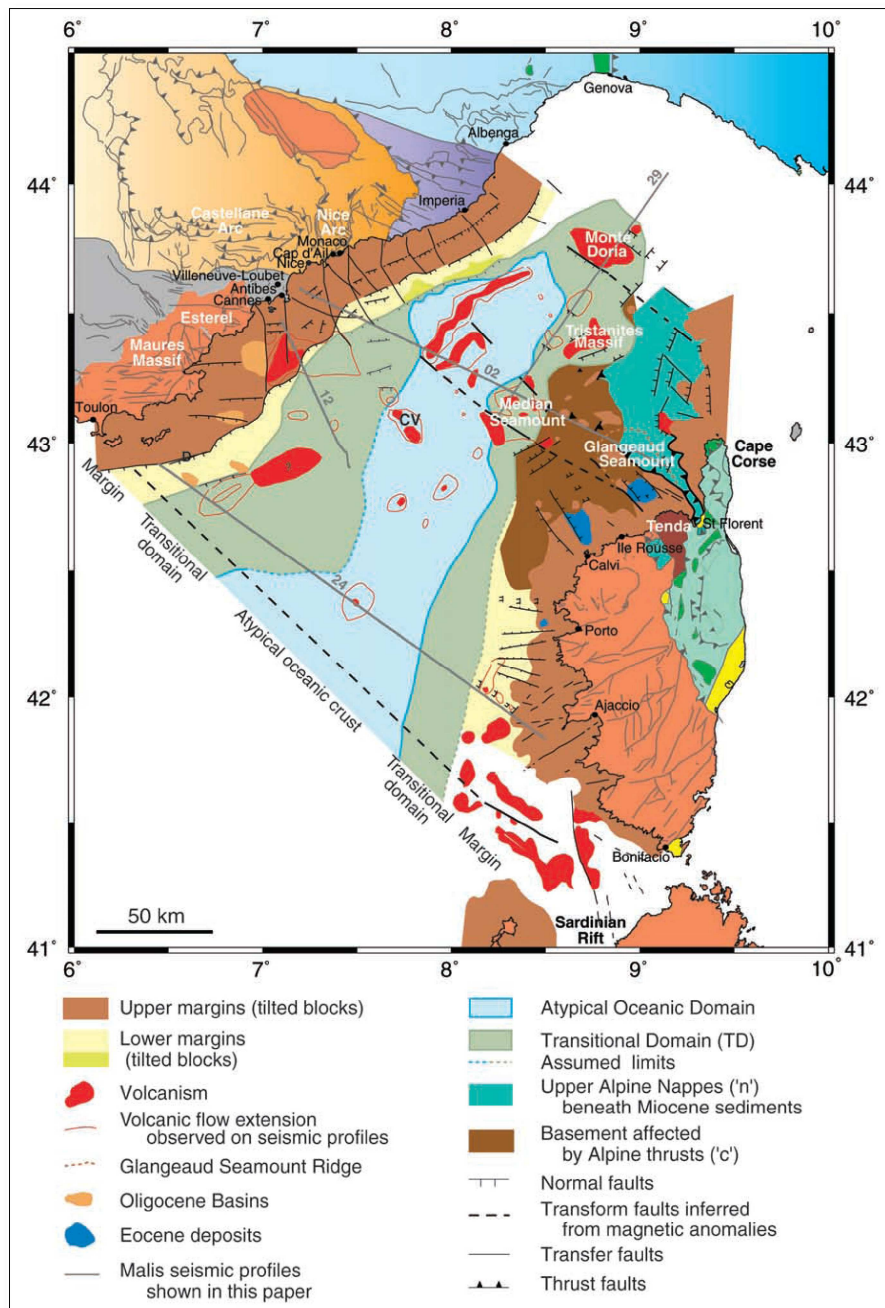 6° 7° 8° 9° 10°
Genova
Albenga
44° 44°
29
Imperia
Castellane
Arc
Nice
Arc
Monaco
Cap d'Ail
Nice
Monte
Doria
Villeneuve-Loubet
Antibes
Cannes
Esterel
Maures
Massif
Tristanites
Massif
02
12
Toulon
43° 43°
CV
Median
Seamount
Glangeaud
Seamount
Cape
Corse
Margin
Tenda
St Florent
Ile Rousse
Calvi
Transitional
domain
24
Porto
Atypical oceanic crust
42° 42°
Ajaccio
Transitional
domain
Margin
Bonifacio
50 km
Sardinian
Rift
41° 41°
6° 7° 8° 9° 10°
Upper margins (tilted blocks)
Lower margins
(tilted blocks)
Volcanism
Volcanic flow extension
observed on seismic profiles
Glangeaud Seamount Ridge
Oligocene Basins
Eocene deposits
Malis seismic profiles
shown in this paper
Atypical Oceanic Domain
Transitional Domain (TD)
Assumed limits
Upper Alpine Nappes ('n')
beneath Miocene sediments
Basement affected
by Alpine thrusts ('c')
Normal faults
Transform faults inferred
from magnetic anomalies
Transfer faults
Thrust faults